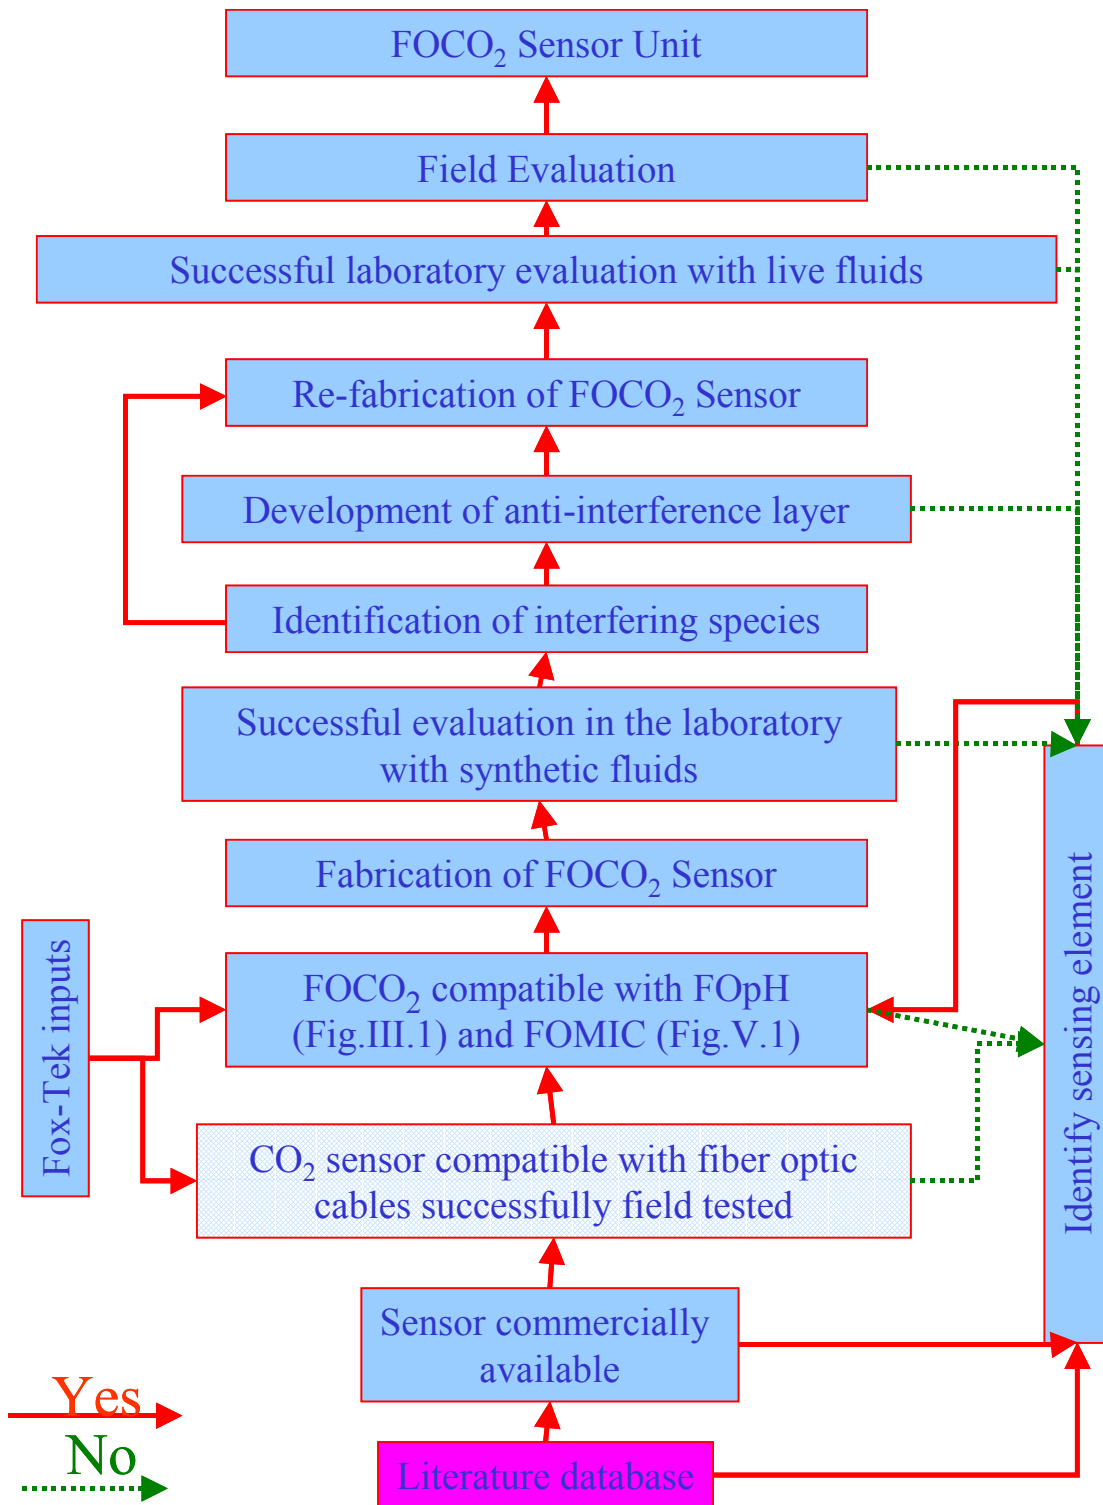 FOCO₂ Sensor Unit
Field Evaluation
Successful laboratory evaluation with live fluids
Re-fabrication of FOCO₂ Sensor
Development of anti-interference layer
Identification of interfering species
Successful evaluation in the laboratory
with synthetic fluids
Fabrication of FOCO₂ Sensor
Fox-Tek inputs
FOCO₂ compatible with FOpH
(Fig.III.1) and FOMIC (Fig.V.1)
Identify sensing element
CO₂ sensor compatible with fiber optic
cables successfully field tested
Sensor commercially
available
Yes
No
Literature database